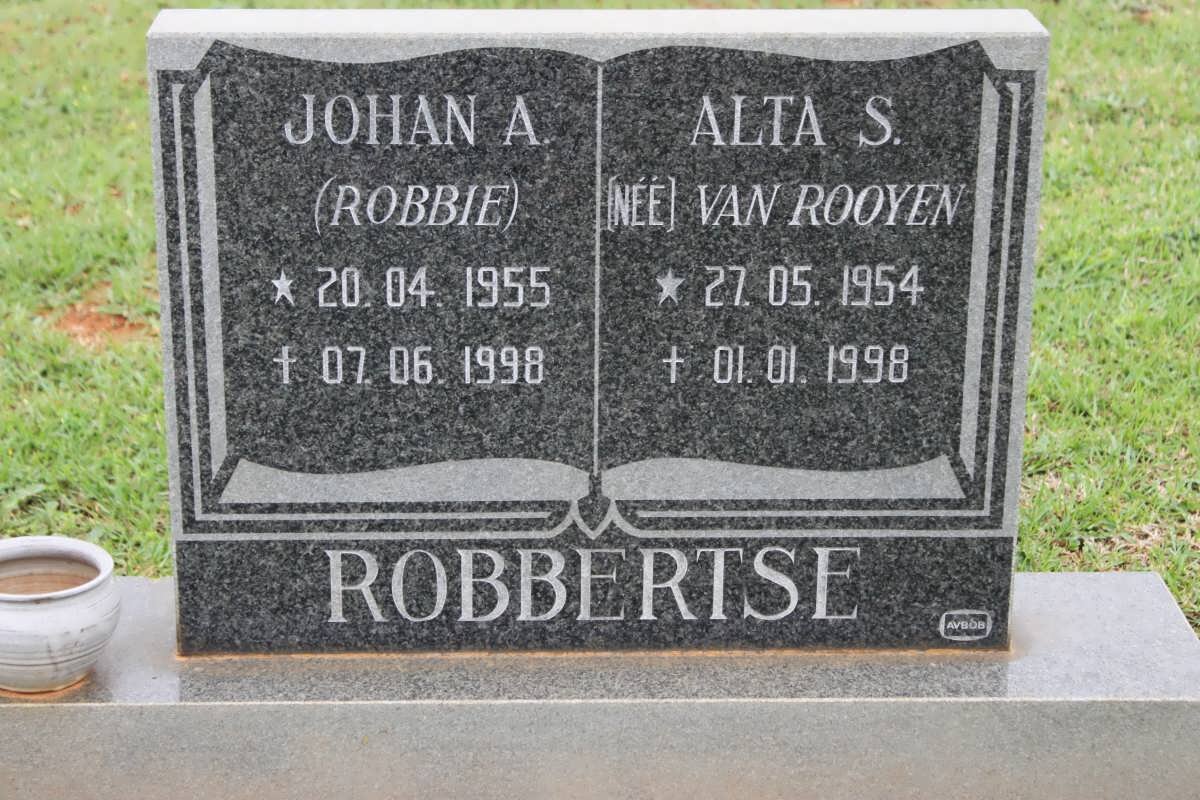 JOHAN A.
(ROBBIE)
★ 20. 04. 1955
† 07. 06. 1998
ALTA S.
(NÉÉ) VAN ROOYEN
★ 27. 05. 1954
† 01. 01. 1998
ROBBERTSE
AVBOB